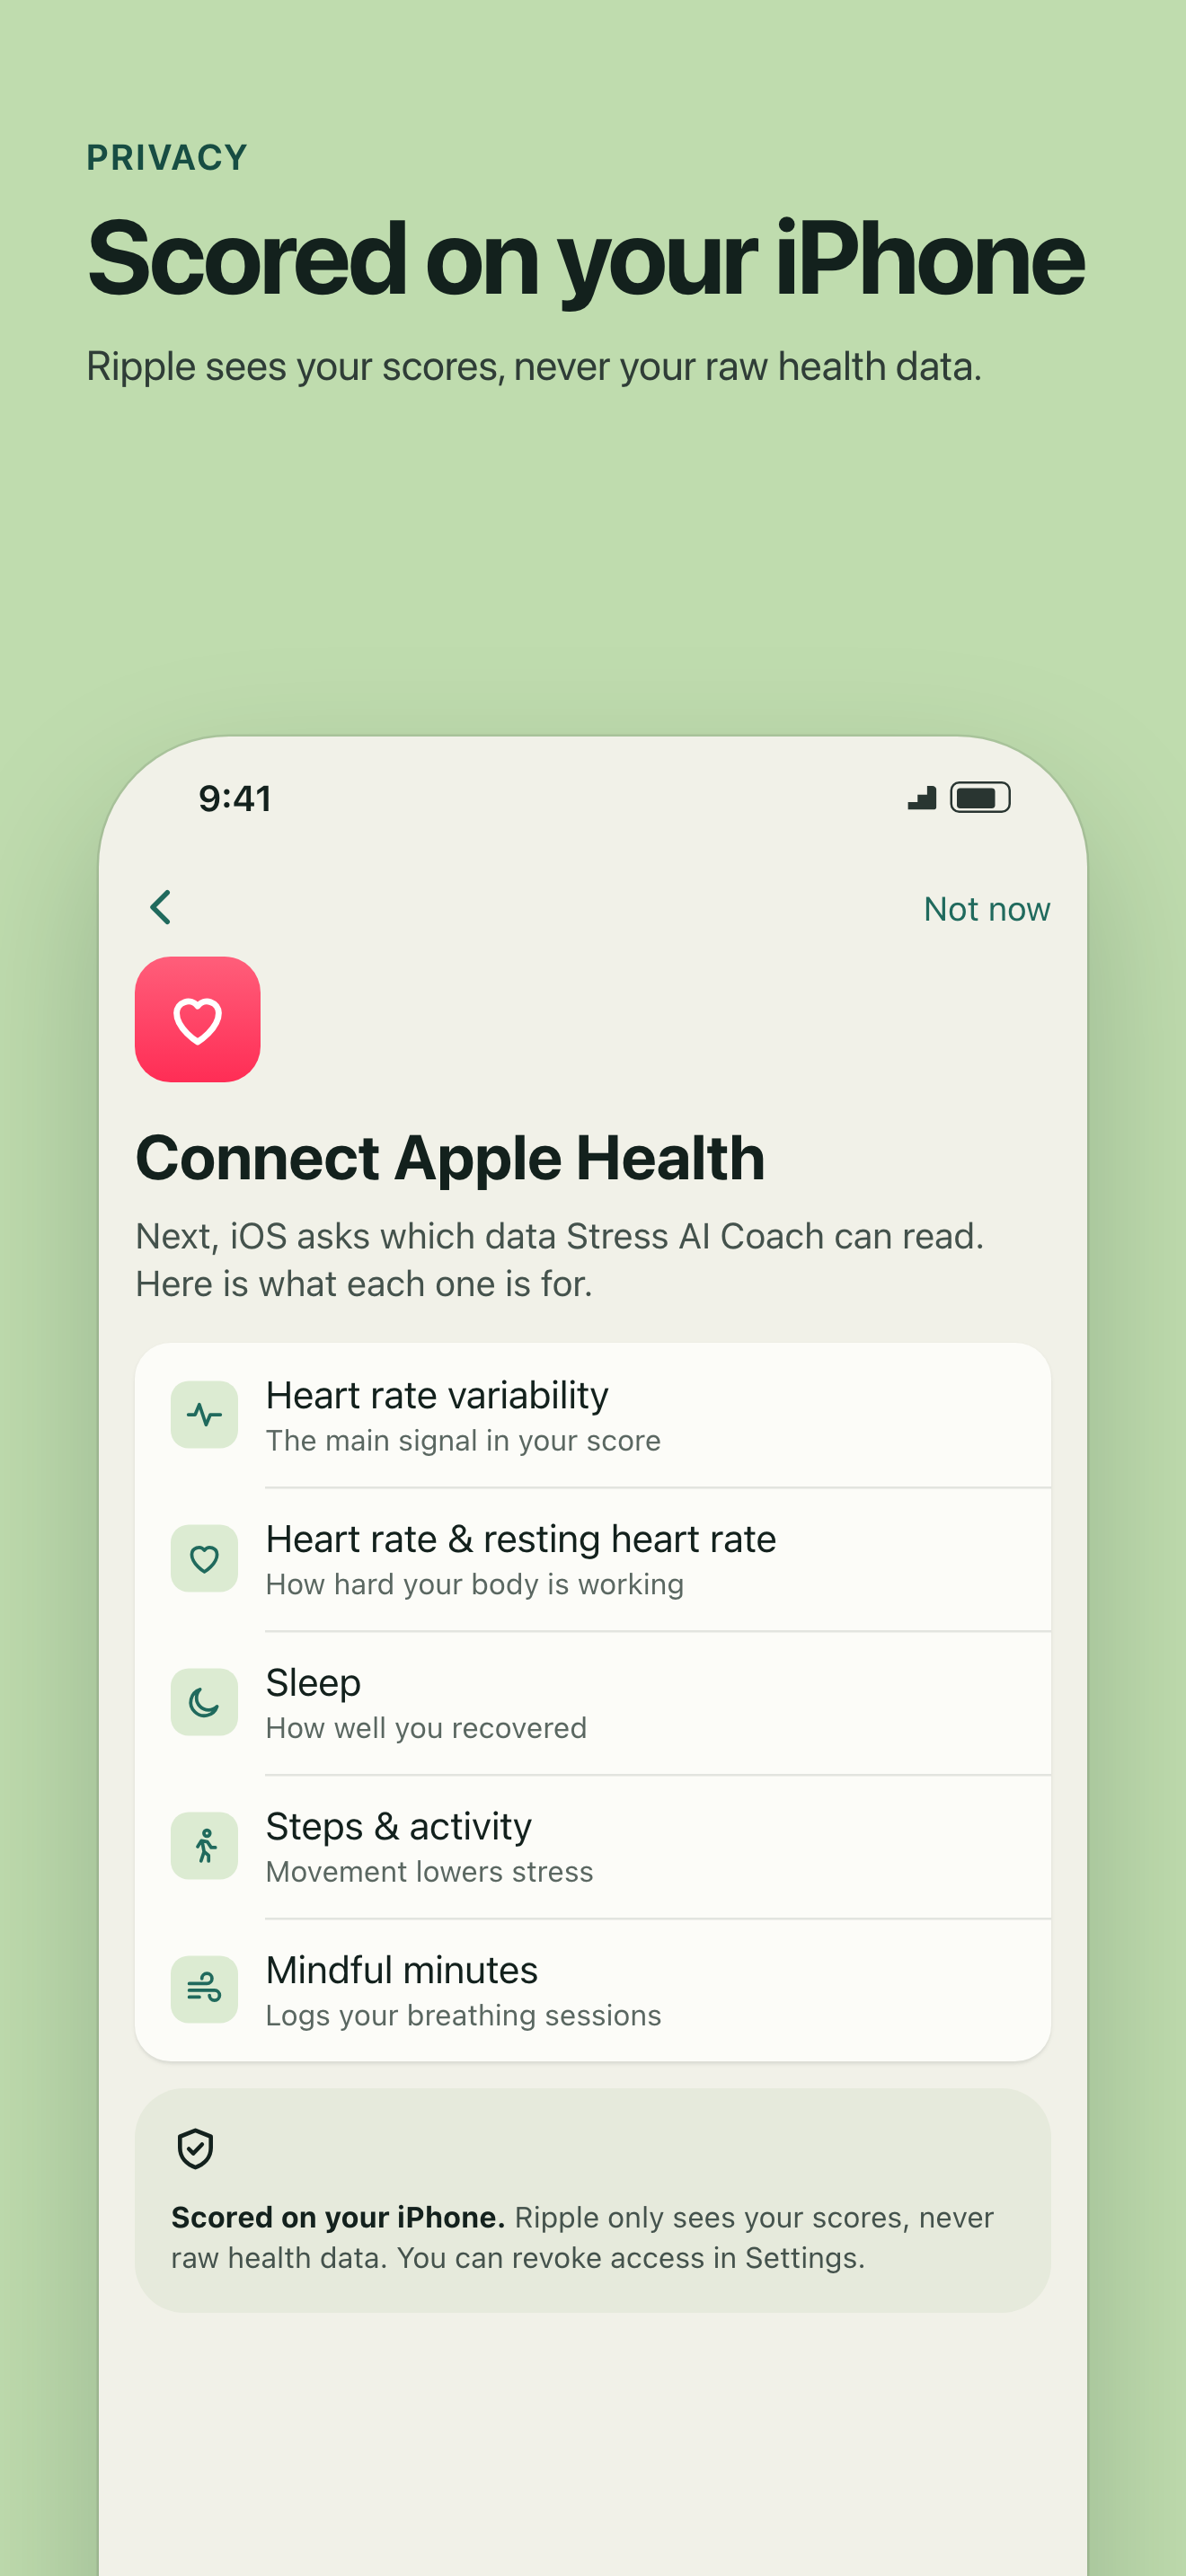 PRIVACY
Scored on your iPhone
Ripple sees your scores, never your raw health data.
9:41
Not now
Connect Apple Health
Next, iOS asks which data Stress AI Coach can read.
Here is what each one is for.
Heart rate variability
The main signal in your score
Heart rate & resting heart rate
How hard your body is working
Sleep
How well you recovered
Steps & activity
Movement lowers stress
Mindful minutes
Logs your breathing sessions
Scored on your iPhone. Ripple only sees your scores, never
raw health data. You can revoke access in Settings.